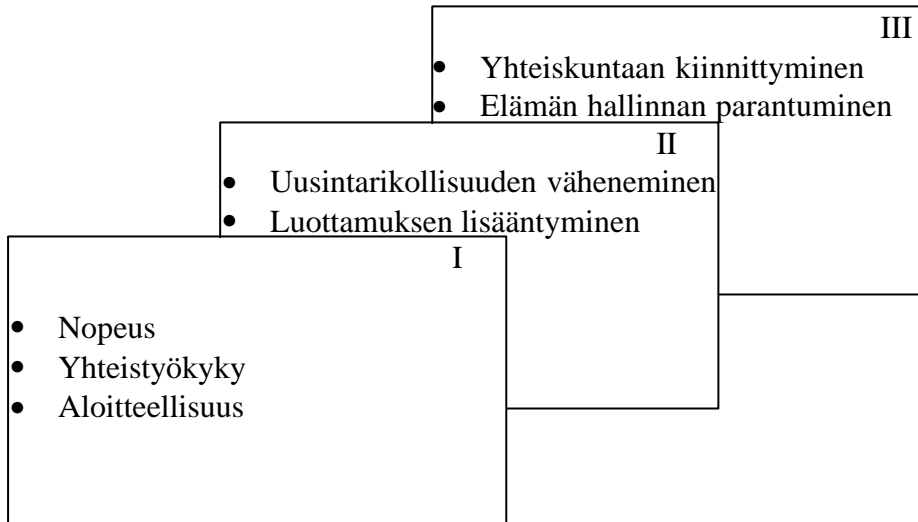 III
• Yhteiskuntaan kiinnittyminen
• Elämän hallinnan parantuminen
II
• Uusintarikollisuuden väheneminen
• Luottamuksen lisääntyminen
I
• Nopeus
• Yhteistyökyky
• Aloitteellisuus